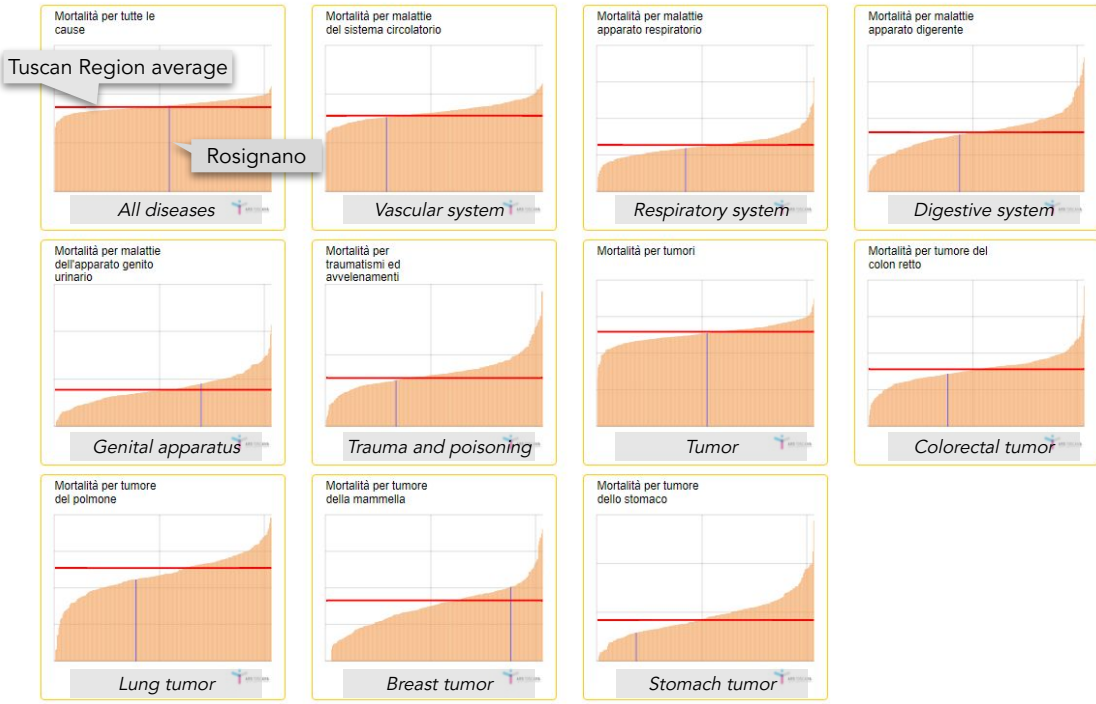 Mortalità per tutte le
cause
Tuscan Region average
Rosignano
All diseases
Mortalità per malattie
del sistema circolatorio
Vascular system
Mortalità per malattie
apparato respiratorio
Respiratory system
Mortalità per malattie
apparato digerente
Digestive system
Mortalità per malattie
dell'apparato genito
urinario
Genital apparatus
Mortalità per
traumatismi ed
avvelenamenti
Trauma and poisoning
Mortalità per tumori
Tumor
Mortalità per tumore del
colon retto
Colorectal tumor
Mortalità per tumore
del polmone
Lung tumor
Mortalità per tumore
della mammella
Breast tumor
Mortalità per tumore
dello stomaco
Stomach tumor